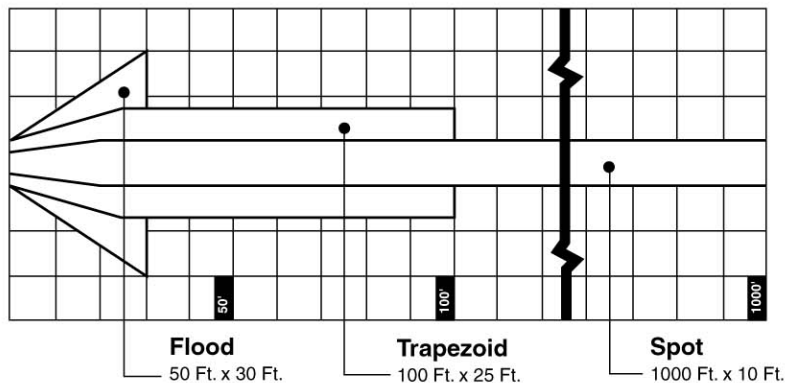 50'
100'
1000'
Flood
50 Ft. x 30 Ft.
Trapezoid
100 Ft. x 25 Ft.
Spot
1000 Ft. x 10 Ft.